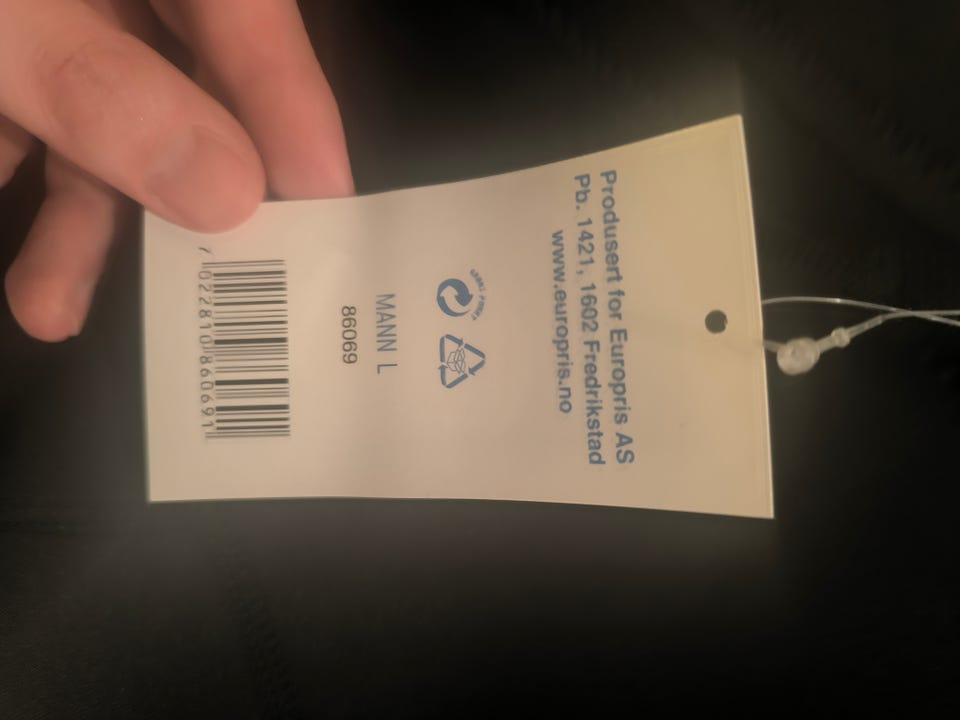 Produsert for Europris AS
Pb. 1421, 1602 Fredrikstad
www.europris.no
MANN L
86069
7 022810 860691